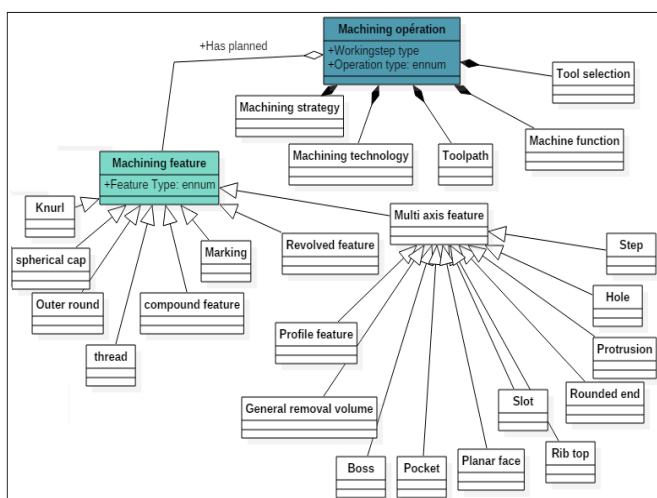 Machining opération
+Has planned
+Workingstep type
+Operation type: ennum
Tool selection
Machining strategy
Machining technology
Toolpath
Machine function
Machining feature
+Feature Type: ennum
Knurl
Multi axis feature
spherical cap
Marking
Revolved feature
Step
Outer round
compound feature
Hole
Profile feature
thread
Protrusion
General removal volume
Slot
Rounded end
Boss
Pocket
Planar face
Rib top